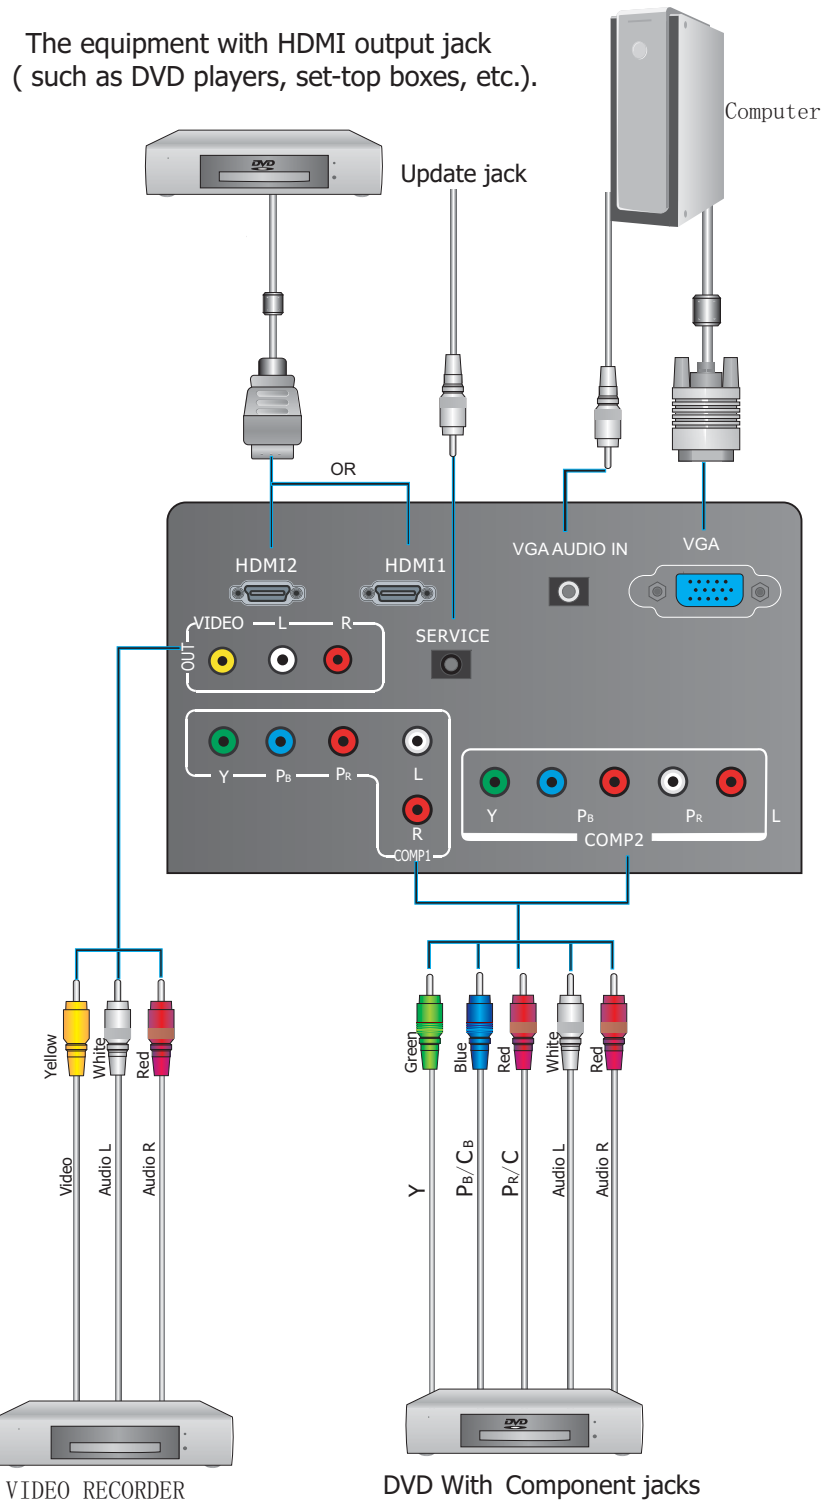 The equipment with HDMI output jack
( such as DVD players, set-top boxes, etc.).
Computer
DVD
Update jack
OR
VGA AUDIO IN
VGA
HDMI2
HDMI1
VIDEO L R
OUT
SERVICE
Y PB PR L
R
COMP1
Y PB PR L
COMP2
Yellow
White
Red
Green
Blue
Red
White
Red
Video
Audio L
Audio R
Y
PB/CB
PR/C
Audio L
Audio R
DVD
VIDEO RECORDER
DVD With Component jacks